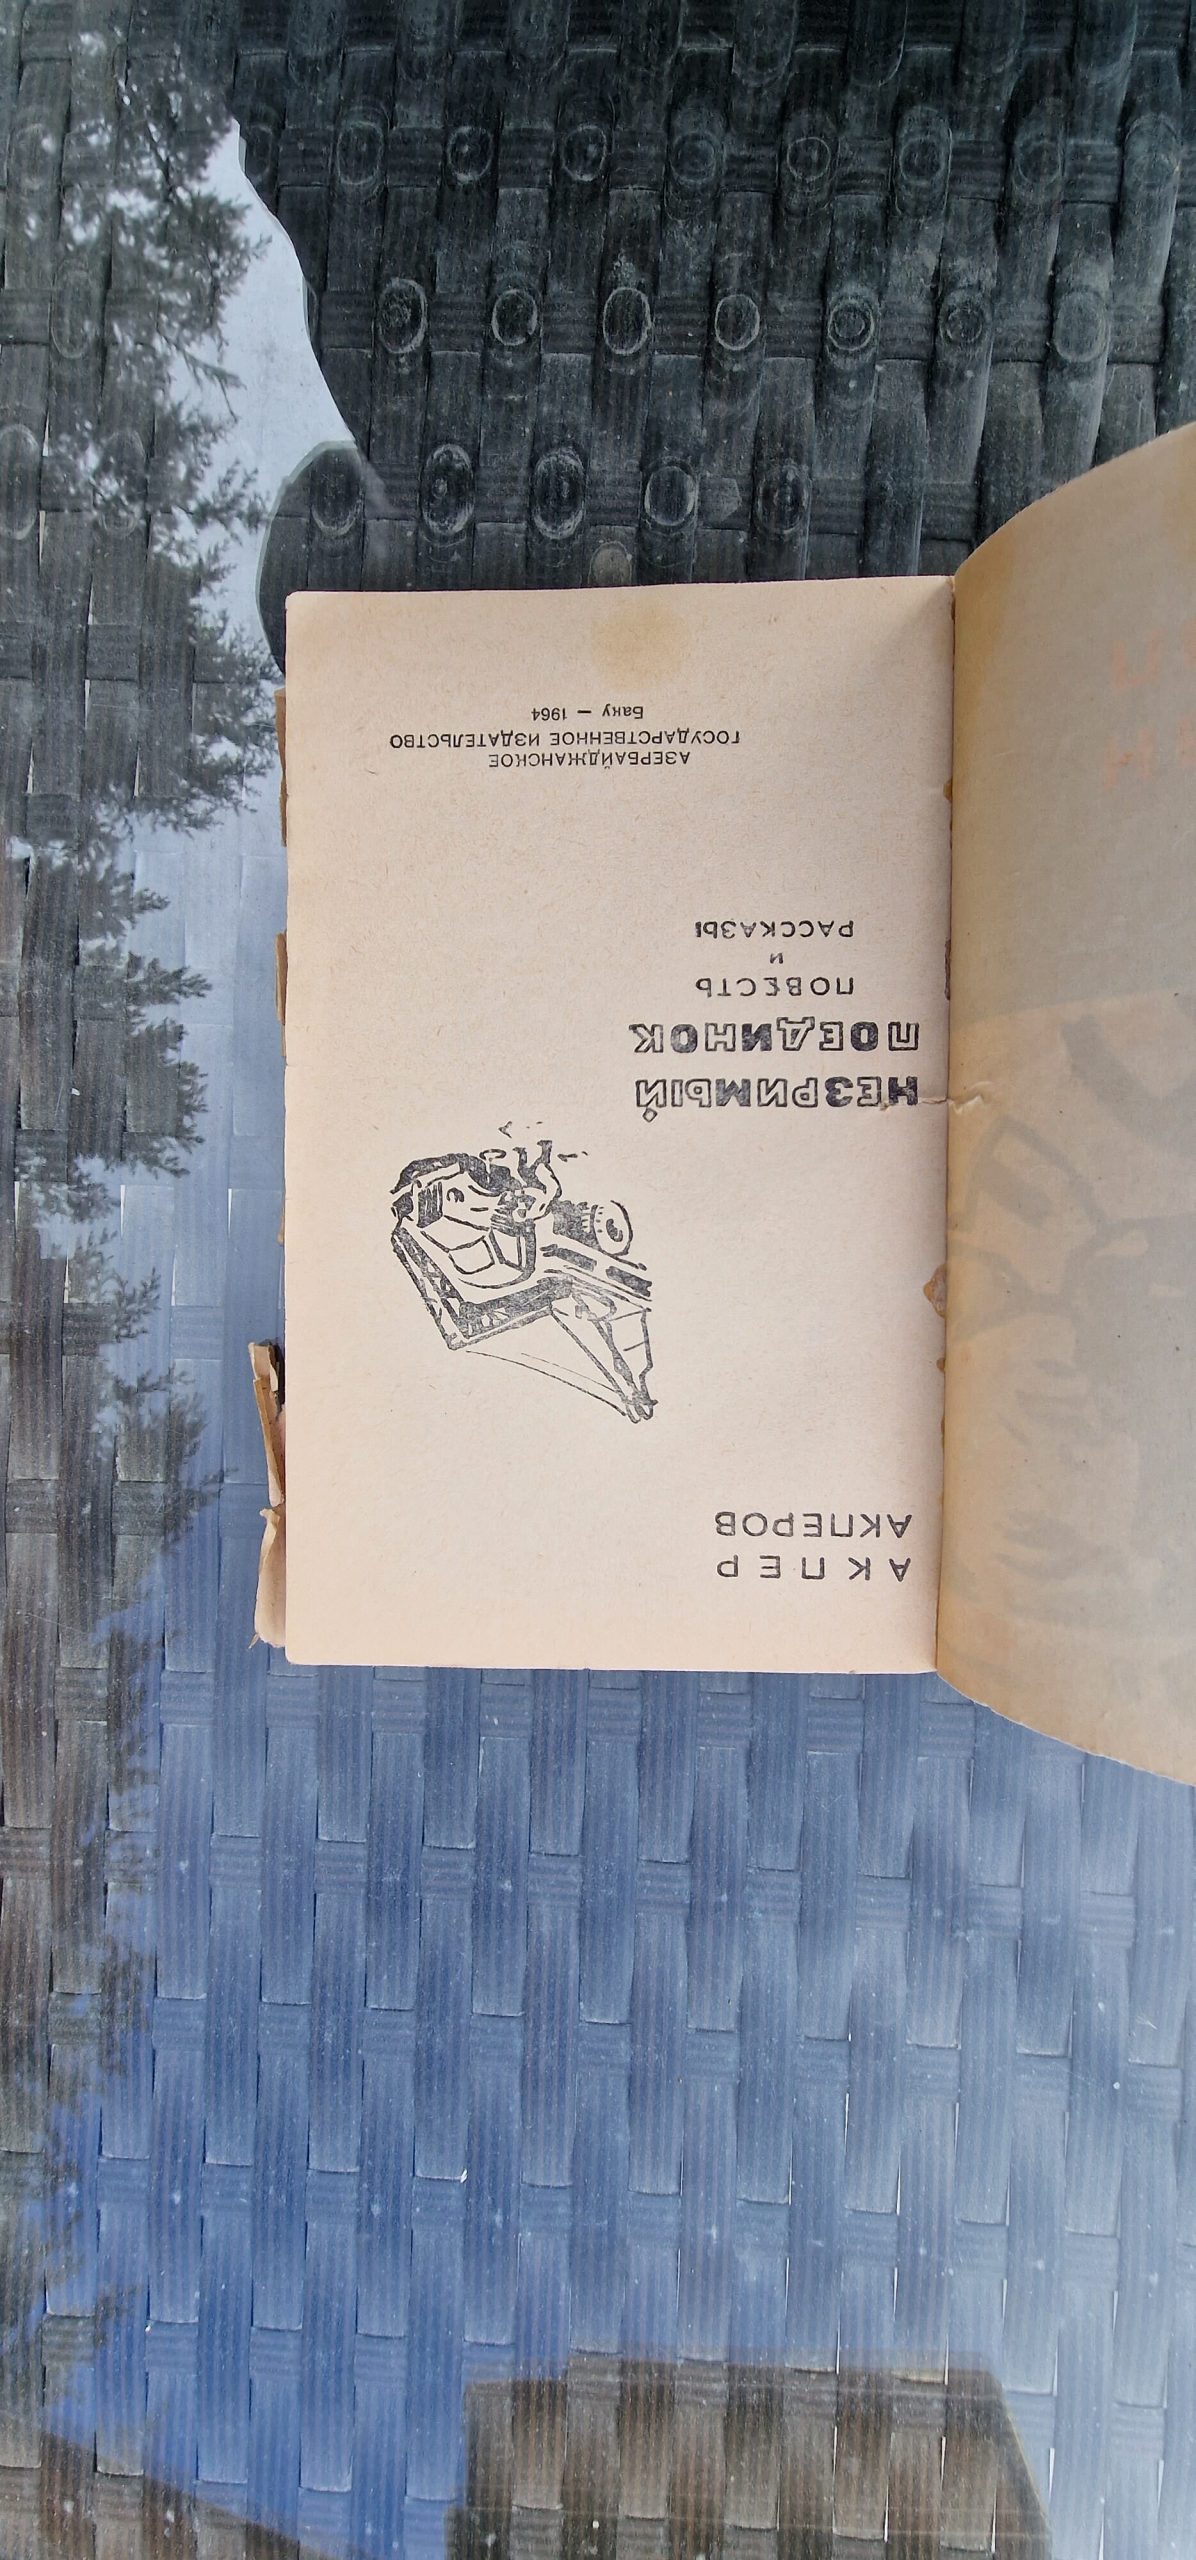 АКПЕР
АКПЕРОВ
НЕЗРИМЫЙ
ПОЕДИНОК
ПОВЕСТЬ
и
РАССКАЗЫ
АЗЕРБАЙДЖАНСКОЕ
ГОСУДАРСТВЕННОЕ ИЗДАТЕЛЬСТВО
Баку — 1964